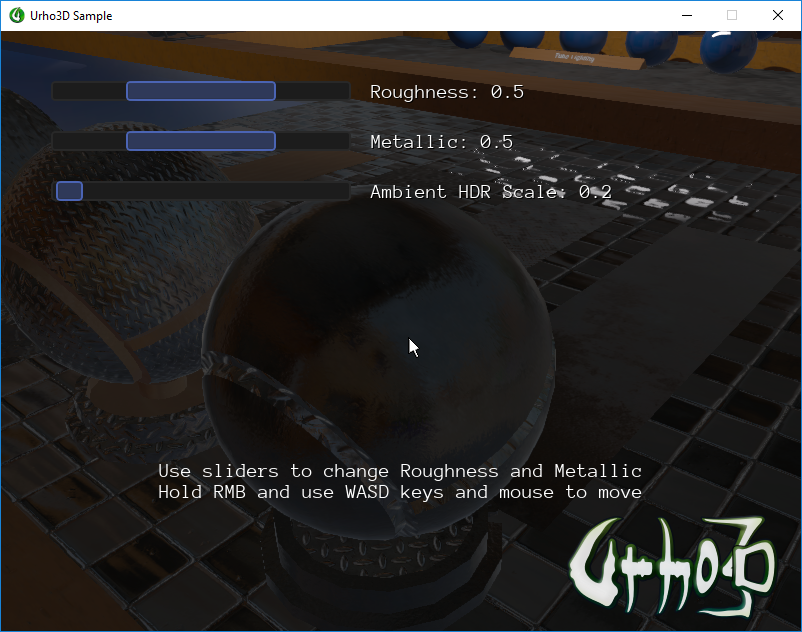 Urho3D Sample
Roughness: 0.5
Metallic: 0.5
Ambient HDR Scale: 0.2
Use sliders to change Roughness and Metallic
Hold RMB and use WASD keys and mouse to move
Urho3D